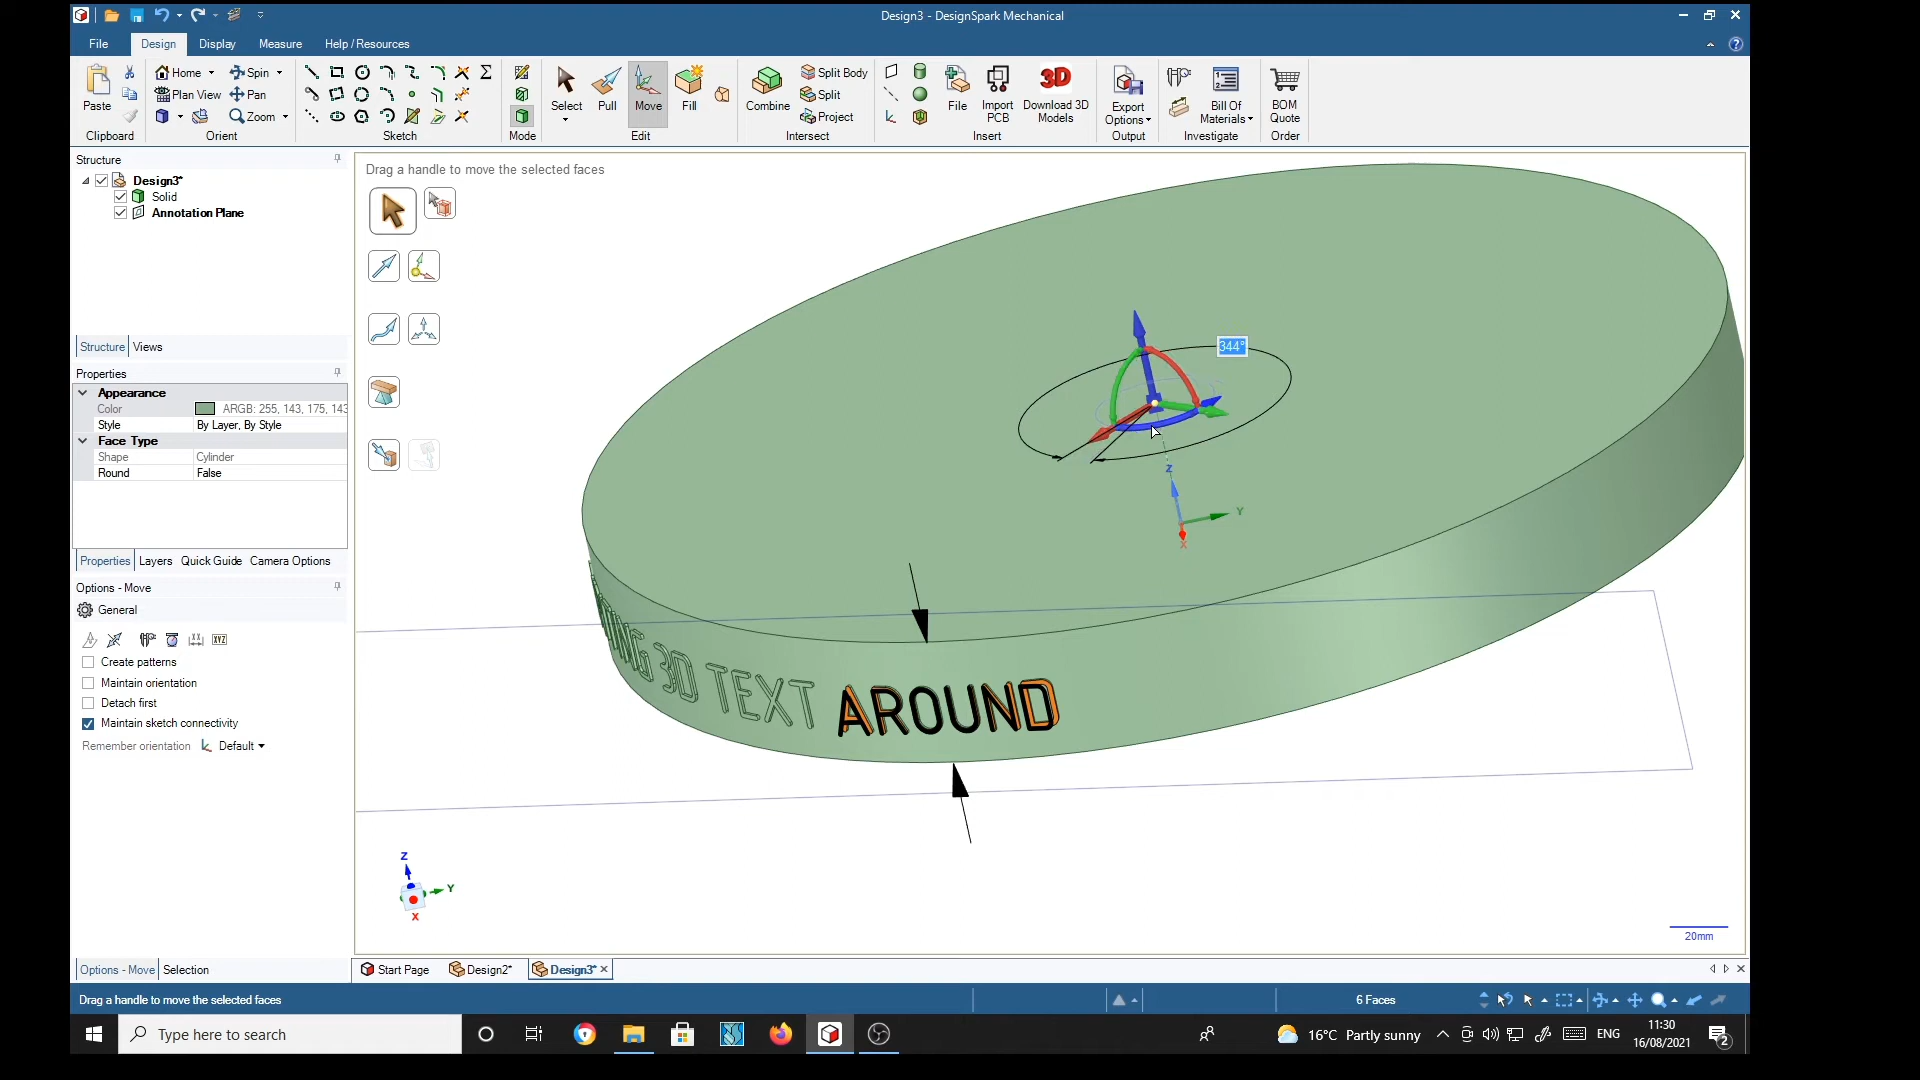 Design3 - DesignSpark Mechanical
File Design Display Measure Help / Resources
Home Spin Split Body
Paste Plan View Pan Select Pull Move Fill Combine Split File Import PCB Download 3D Models Export Options Bill Of Materials BOM Quote
Zoom Project
3D
Clipboard Orient Sketch Mode Edit Intersect Insert Output Investigate Order
Structure
Drag a handle to move the selected faces
Design3*
Solid
Annotation Plane
344°
Structure Views
Properties
Appearance
Color ARGB: 255, 143, 175, 143
Style By Layer, By Style
Face Type
Shape Cylinder
Round False
Z
Y
X
Properties Layers Quick Guide Camera Options
Options - Move
General
XYZ
Create patterns
Maintain orientation
Detach first
Maintain sketch connectivity
Remember orientation Default
3D TEXT AROUND
Z
Y
X
20mm
Options - Move Selection
Start Page Design2* Design3*
Drag a handle to move the selected faces 6 Faces
Type here to search 16°C Partly sunny ENG 11:30
16/08/2021
2